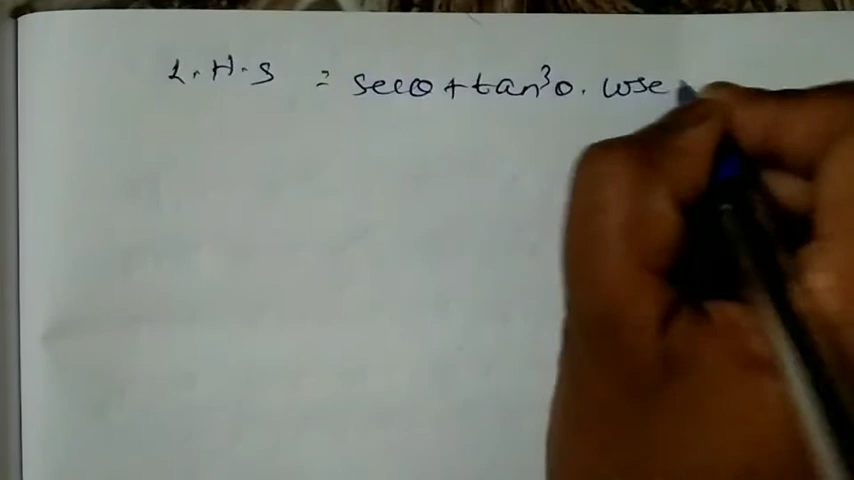 L.H.S = secθ + tan³θ. cose